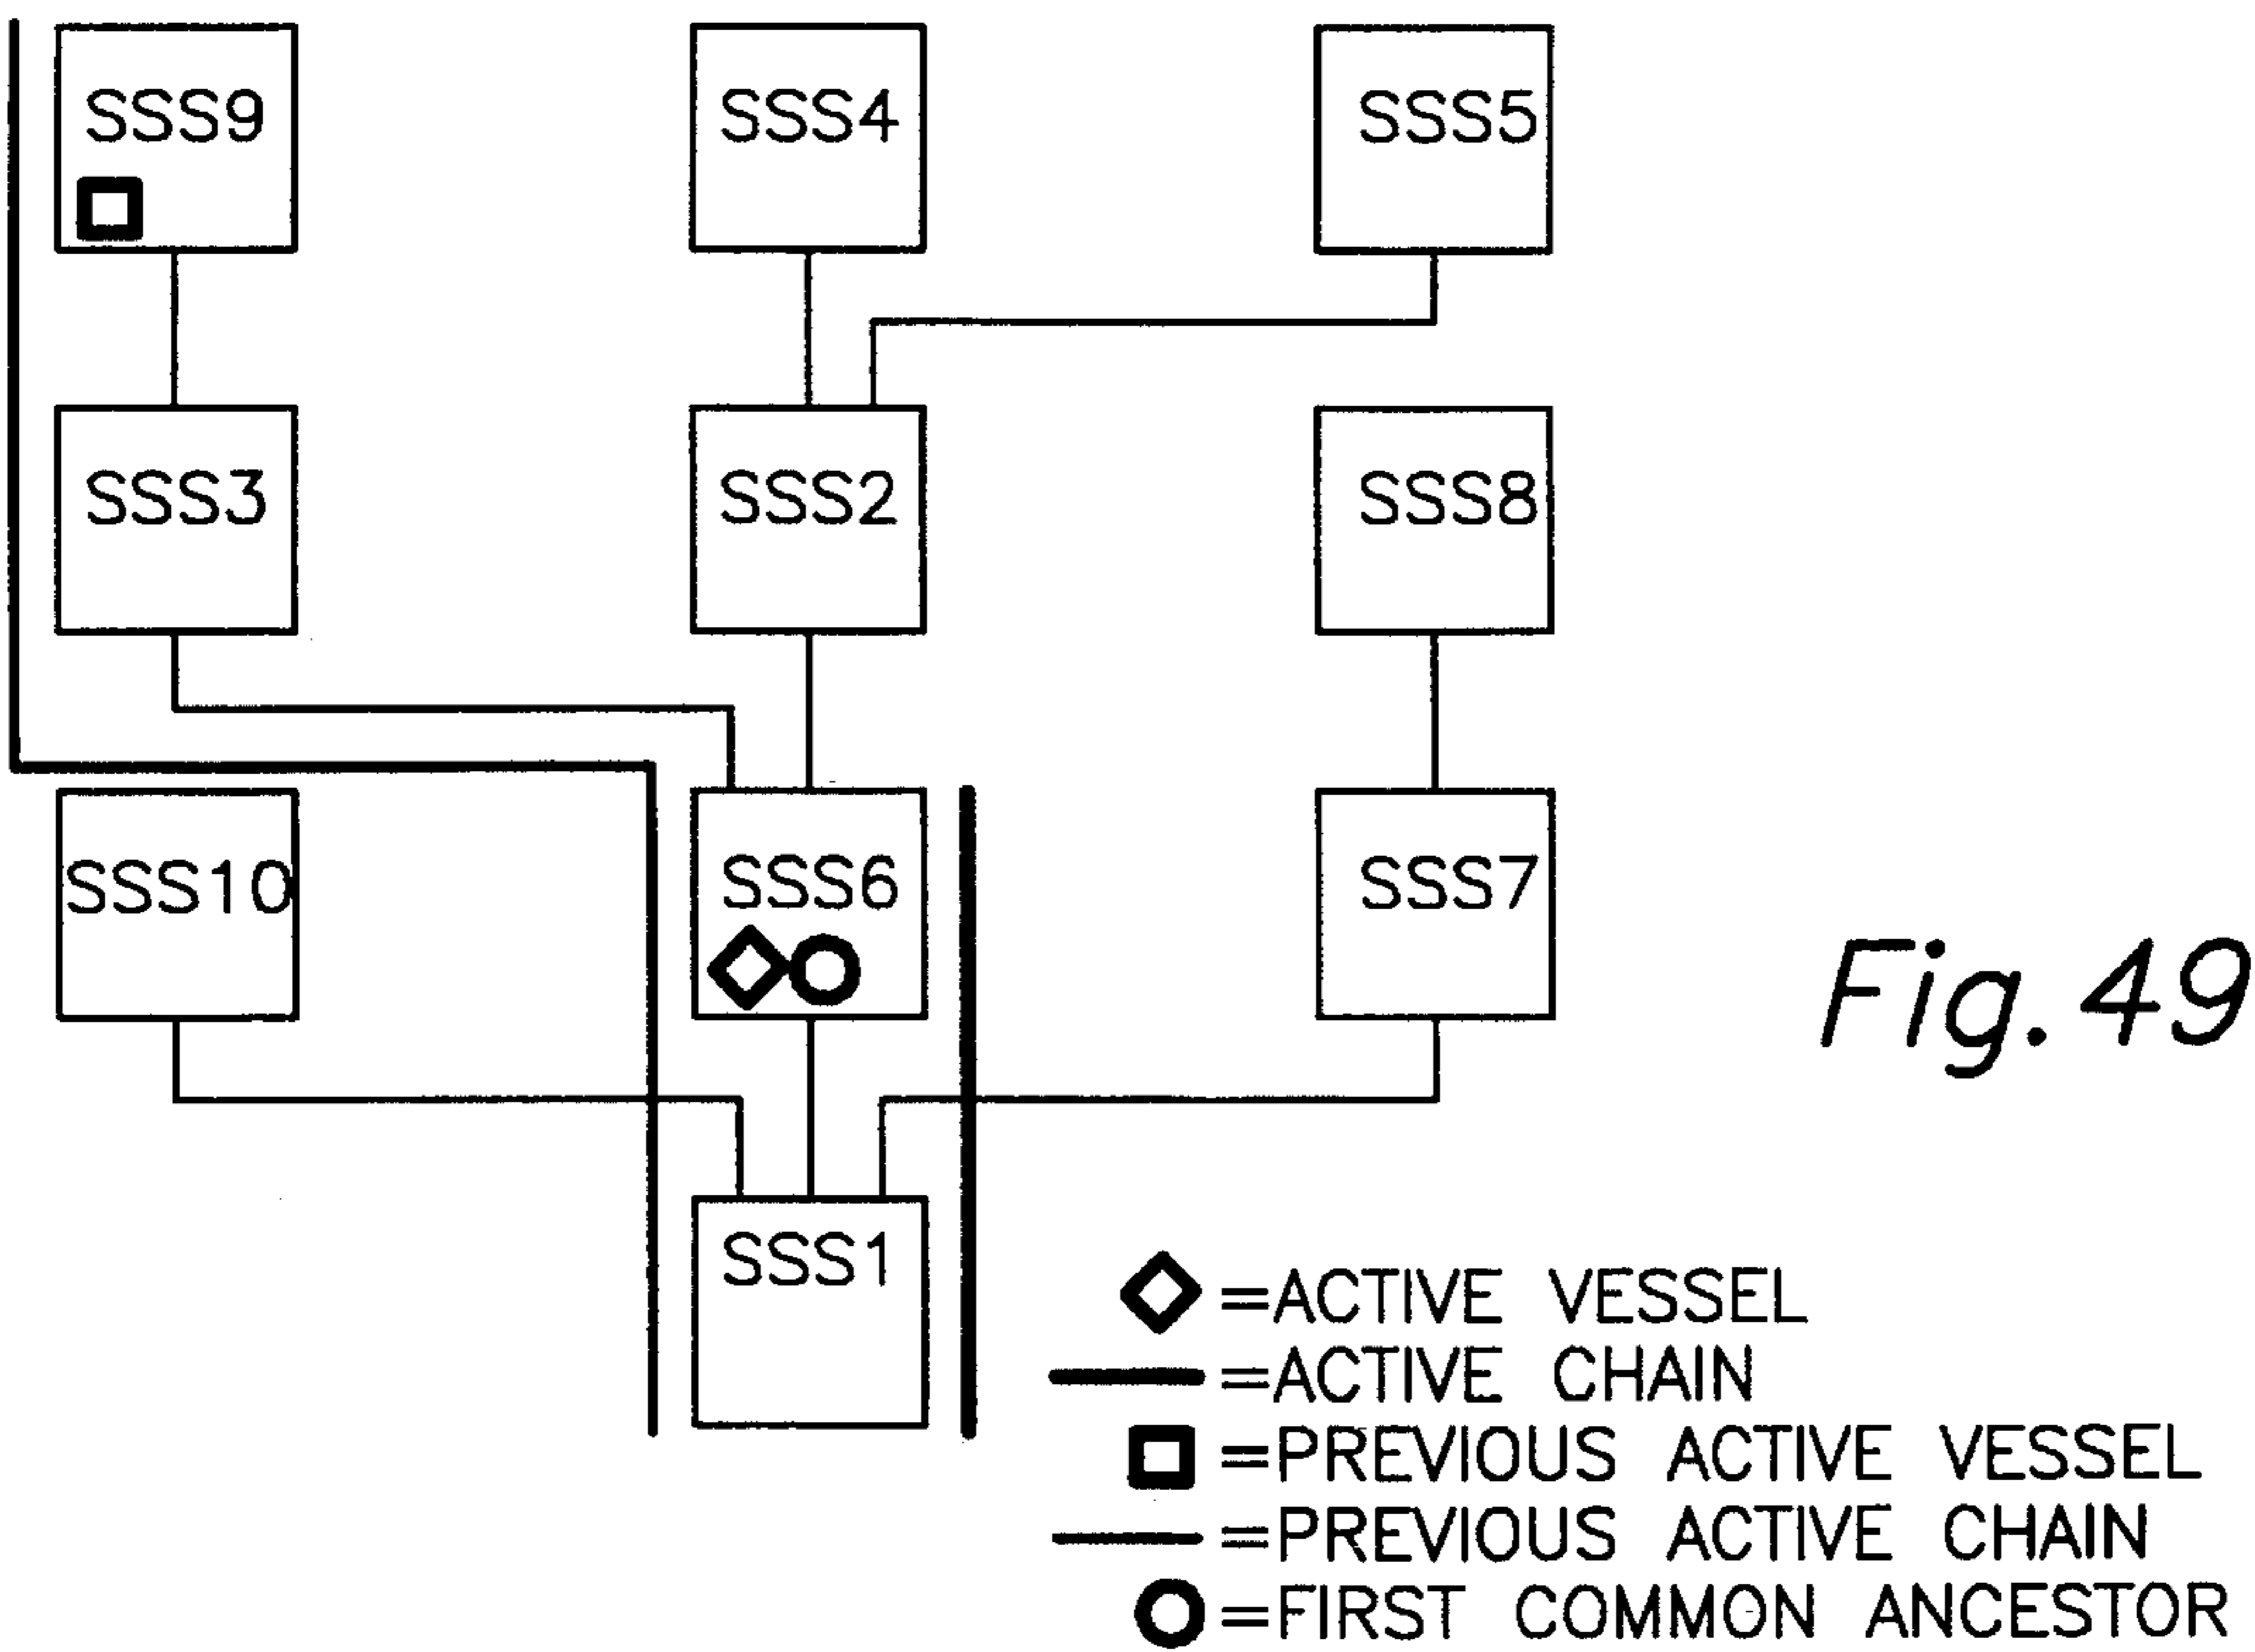 SSS9
SSS4
SSS5
SSS3
SSS2
SSS8
SSS10
SSS6
SSS7
Fig. 49
SSS1
=ACTIVE VESSEL
=ACTIVE CHAIN
=PREVIOUS ACTIVE VESSEL
=PREVIOUS ACTIVE CHAIN
=FIRST COMMON ANCESTOR